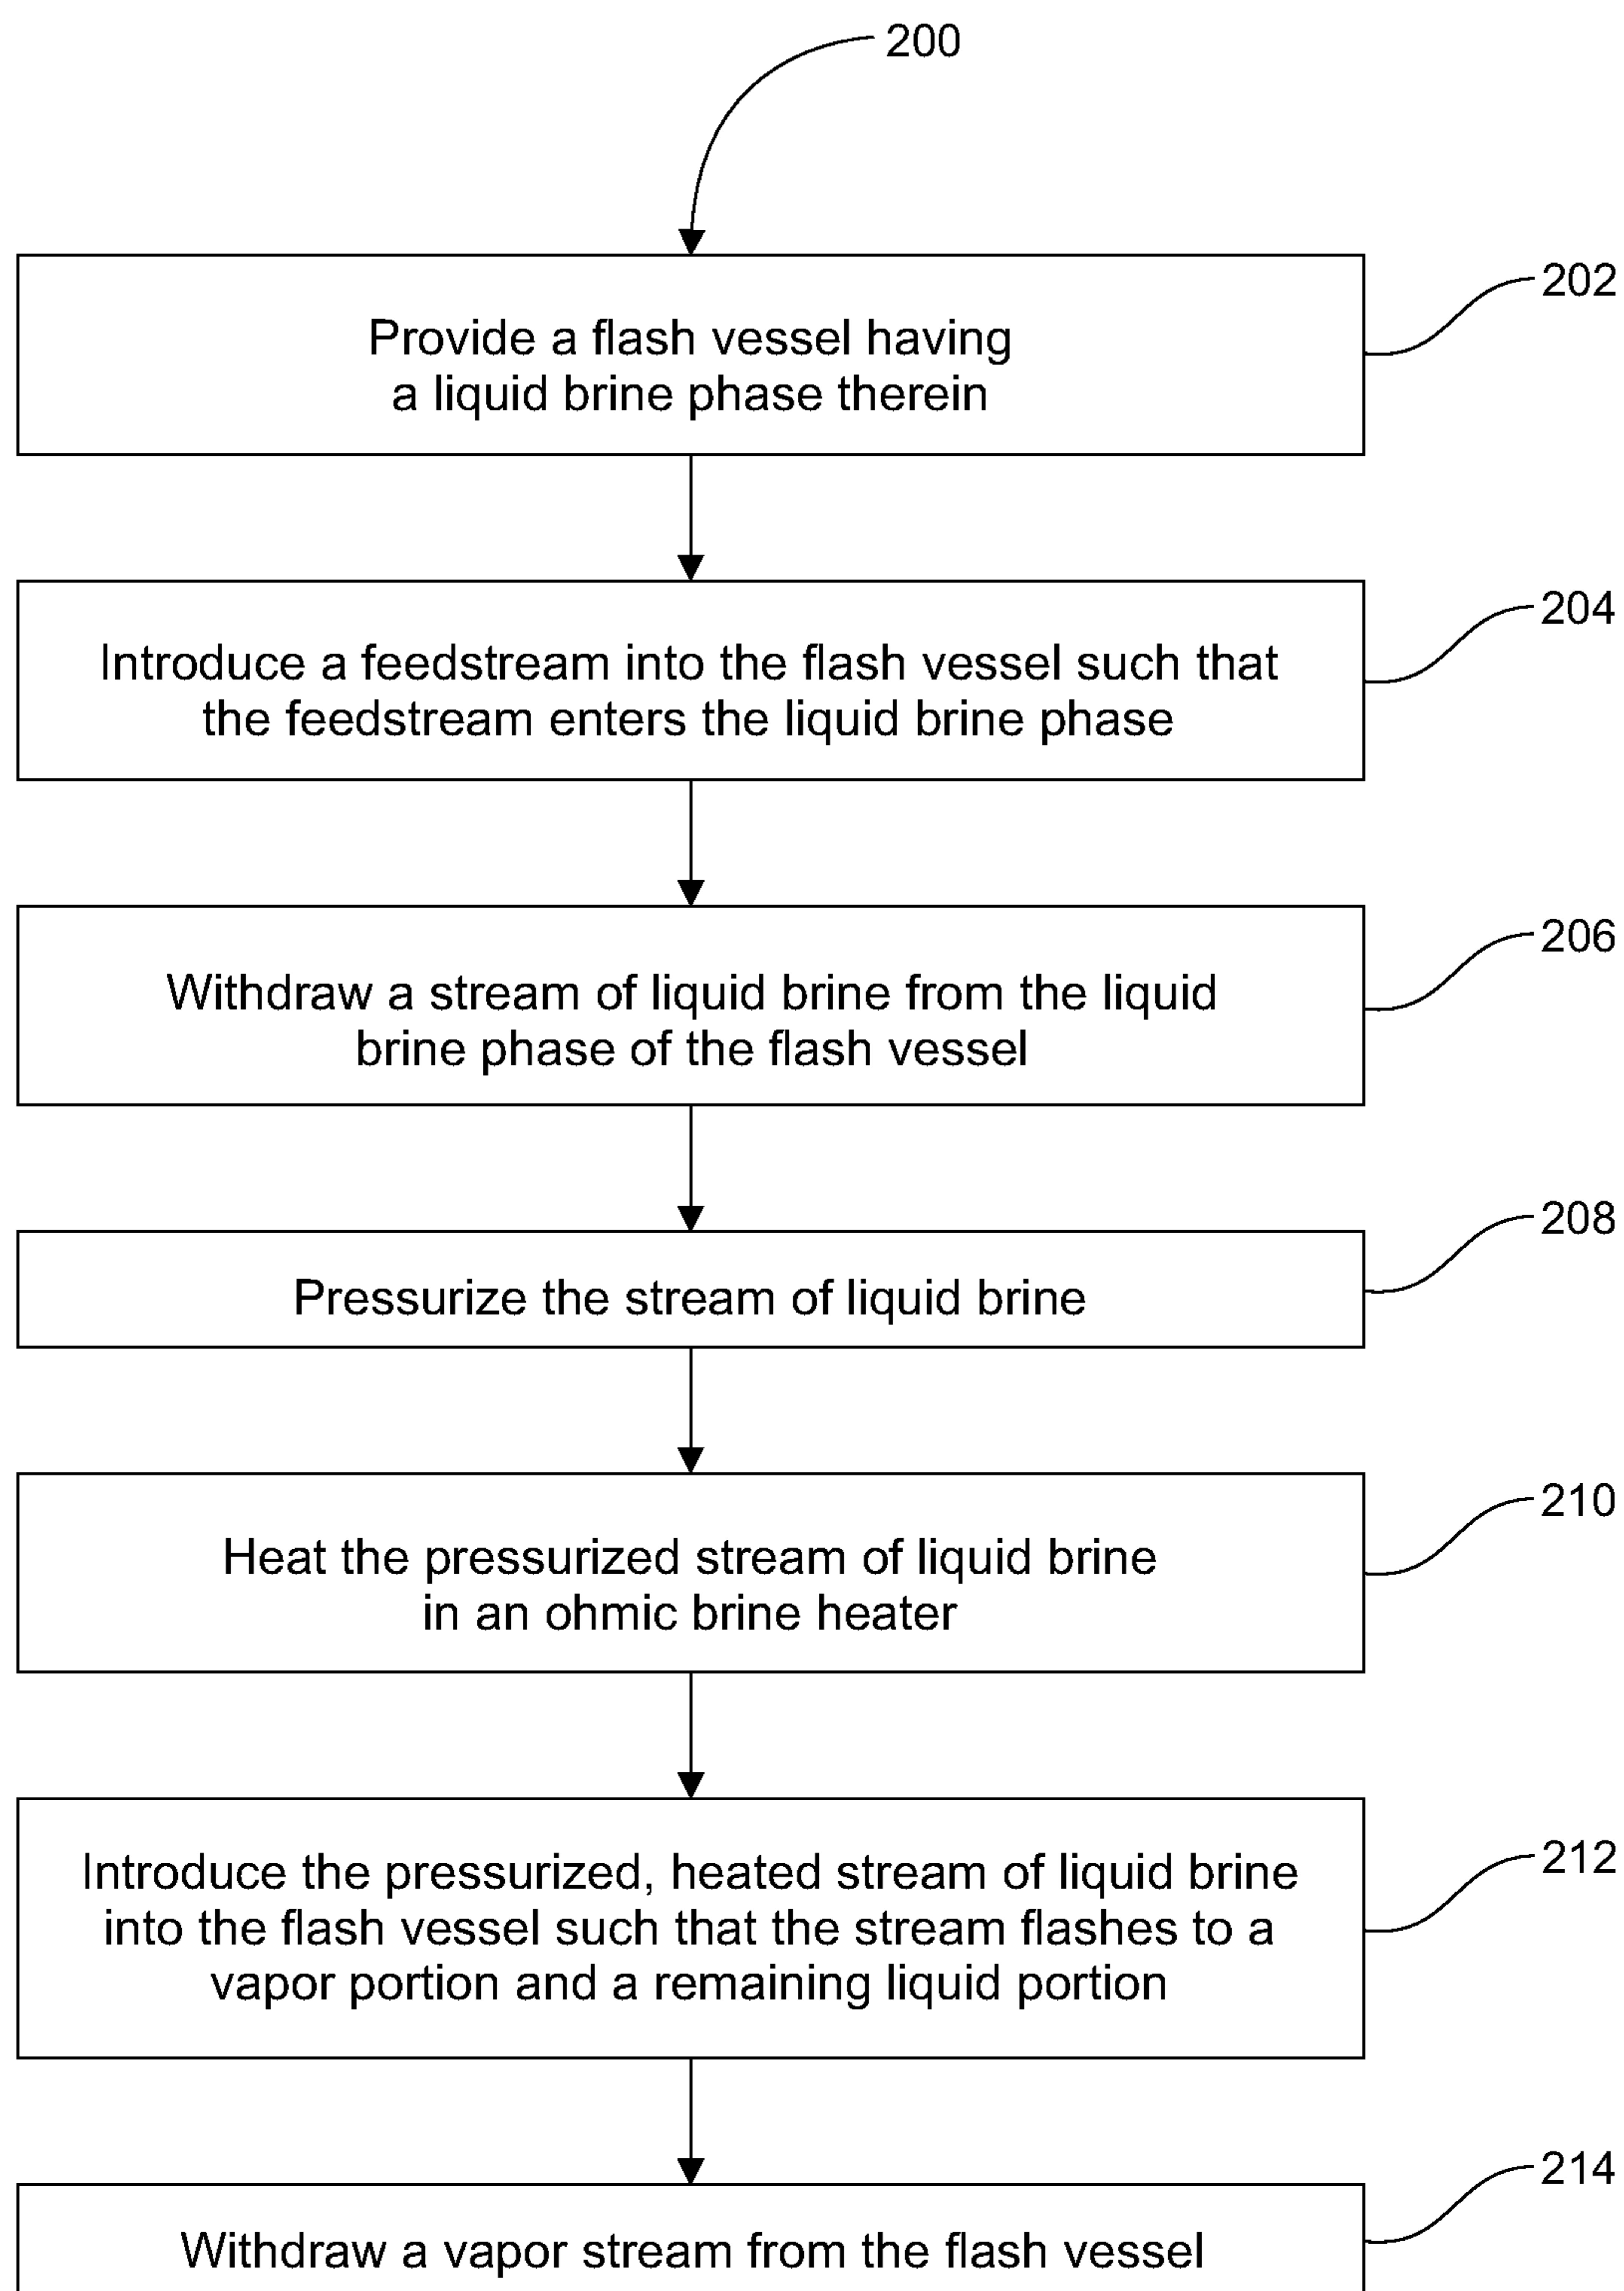 200
202
Provide a flash vessel having
a liquid brine phase therein
204
Introduce a feedstream into the flash vessel such that
the feedstream enters the liquid brine phase
206
Withdraw a stream of liquid brine from the liquid
brine phase of the flash vessel
208
Pressurize the stream of liquid brine
210
Heat the pressurized stream of liquid brine
in an ohmic brine heater
212
Introduce the pressurized, heated stream of liquid brine
into the flash vessel such that the stream flashes to a
vapor portion and a remaining liquid portion
214
Withdraw a vapor stream from the flash vessel